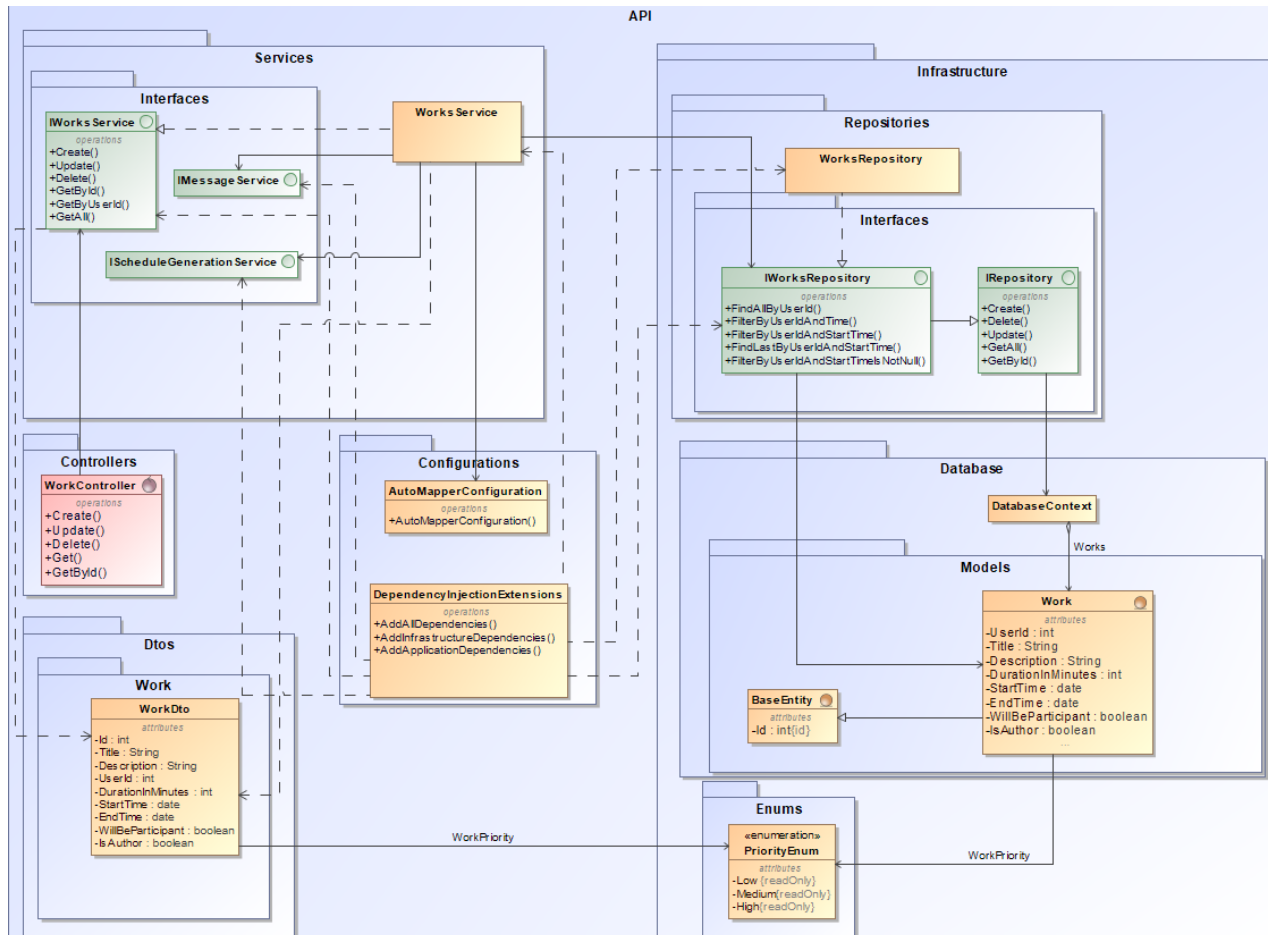 API
Services
Interfaces
IWorksService
operations
+Create()
+Update()
+Delete()
+GetById()
+GetByUserId()
+GetAll()
IMessageService
IScheduleGenerationService
WorksService
Infrastructure
Repositories
WorksRepository
Interfaces
IWorksRepository
operations
+FindAllByUserId()
+FilterByUserIdAndTime()
+FilterByUserIdAndStartTime()
+FindLastByUserIdAndStartTime()
+FilterByUserIdAndStartTimeIsNotNull()
IRepository
operations
+Create()
+Delete()
+Update()
+GetAll()
+GetById()
Controllers
WorkController
operations
+Create()
+Update()
+Delete()
+Get()
+GetById()
Configurations
AutoMapperConfiguration
operations
+AutoMapperConfiguration()
DependencyInjectionExtensions
operations
+AddAllDependencies()
+AddInfrastructureDependencies()
+AddApplicationDependencies()
Database
DatabaseContext
Works
Models
Work
attributes
-UserId : int
-Title : String
-Description : String
-DurationInMinutes : int
-StartTime : date
-EndTime : date
-WillBeParticipant : boolean
-IsAuthor : boolean
...
BaseEntity
attributes
-Id : int{id}
Dtos
Work
WorkDto
attributes
-Id : int
-Title : String
-Description : String
-UserId : int
-DurationInMinutes : int
-StartTime : date
-EndTime : date
-WillBeParticipant : boolean
-IsAuthor : boolean
WorkPriority
Enums
«enumeration»
PriorityEnum
attributes
-Low {readOnly}
-Medium{readOnly}
-High{readOnly}
WorkPriority